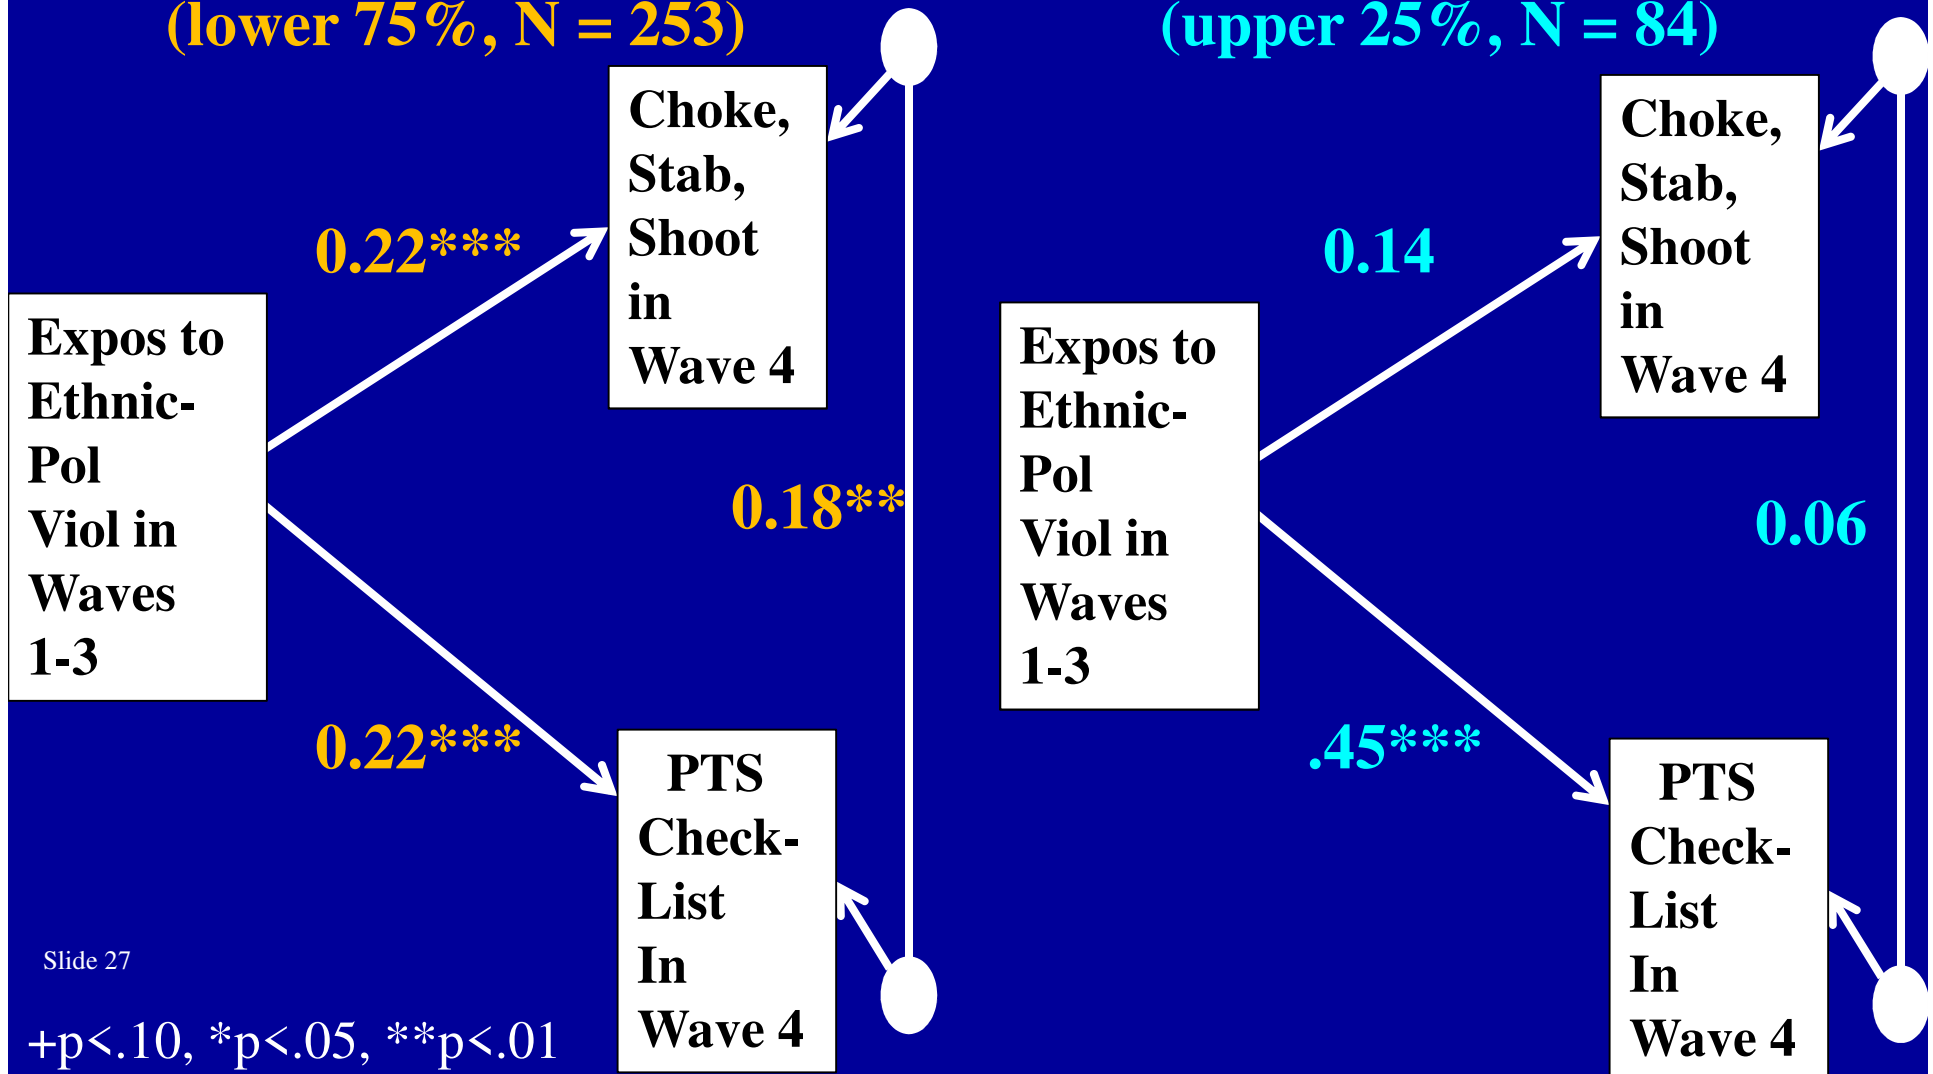 (lower 75%, N = 253)
Choke,
Stab,
Shoot
in
Wave 4
0.22***
Expos to
Ethnic-
Pol
Viol in
Waves
1-3
0.18**
0.22***
PTS
Check-
List
In
Wave 4
(upper 25%, N = 84)
Choke,
Stab,
Shoot
in
Wave 4
0.14
Expos to
Ethnic-
Pol
Viol in
Waves
1-3
0.06
.45***
PTS
Check-
List
In
Wave 4
Slide 27
+p<.10, *p<.05, **p<.01